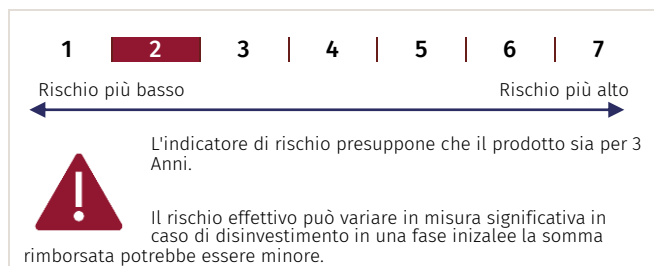 1 2 3 4 5 6 7
Rischio più basso Rischio più alto
L'indicatore di rischio presuppone che il prodotto sia per 3
Anni.
Il rischio effettivo può variare in misura significativa in
caso di disinvestimento in una fase inizalee la somma
rimborsata potrebbe essere minore.